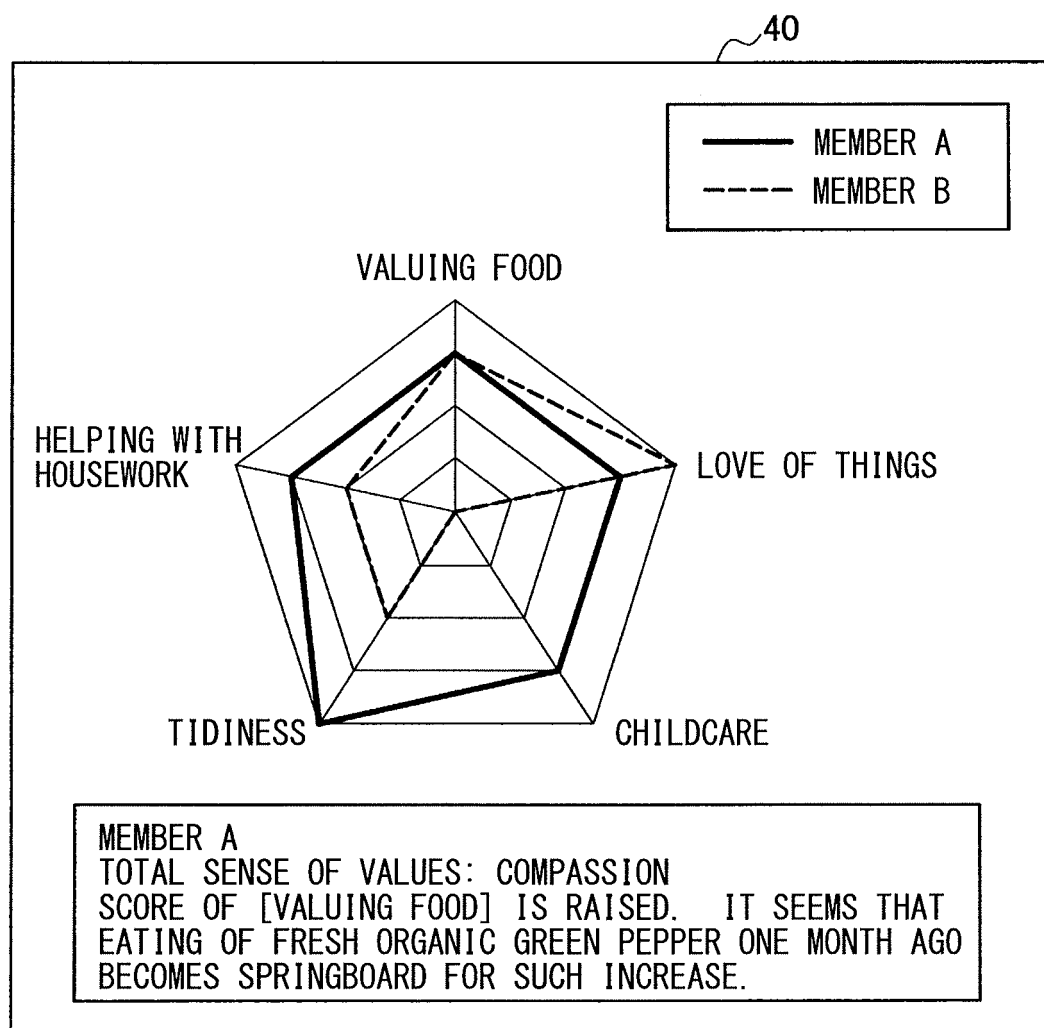 40
MEMBER A
MEMBER B
VALUING FOOD
HELPING WITH
HOUSEWORK
LOVE OF THINGS
TIDINESS
CHILDCARE
MEMBER A
TOTAL SENSE OF VALUES: COMPASSION
SCORE OF [VALUING FOOD] IS RAISED. IT SEEMS THAT
EATING OF FRESH ORGANIC GREEN PEPPER ONE MONTH AGO
BECOMES SPRINGBOARD FOR SUCH INCREASE.